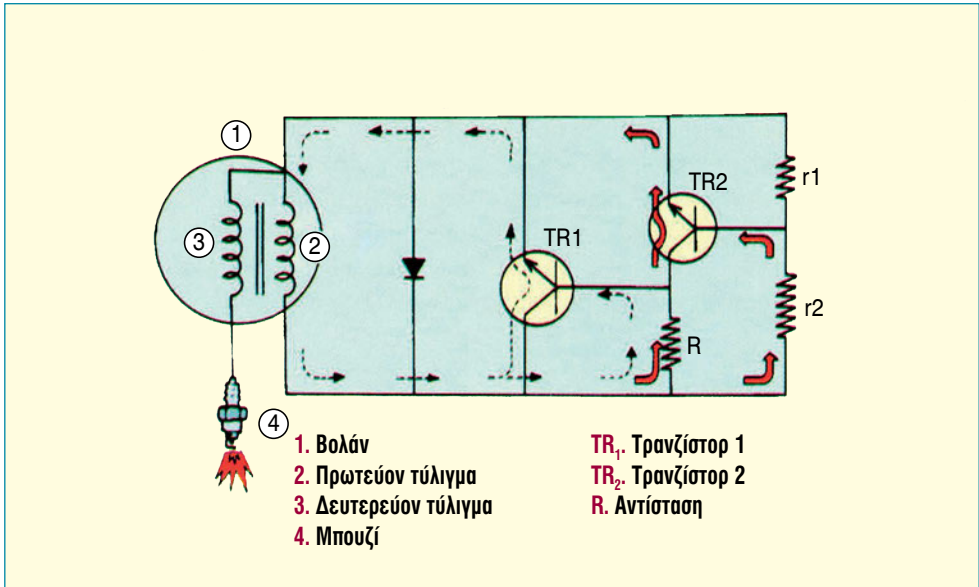 1
TR2
r1
3
2
TR1
r2
R
4
1. Βολάν
2. Πρωτεύον τύλιγμα
3. Δευτερεύον τύλιγμα
4. Μπουζί
TR₁. Τρανζίστορ 1
TR₂. Τρανζίστορ 2
R. Αντίσταση